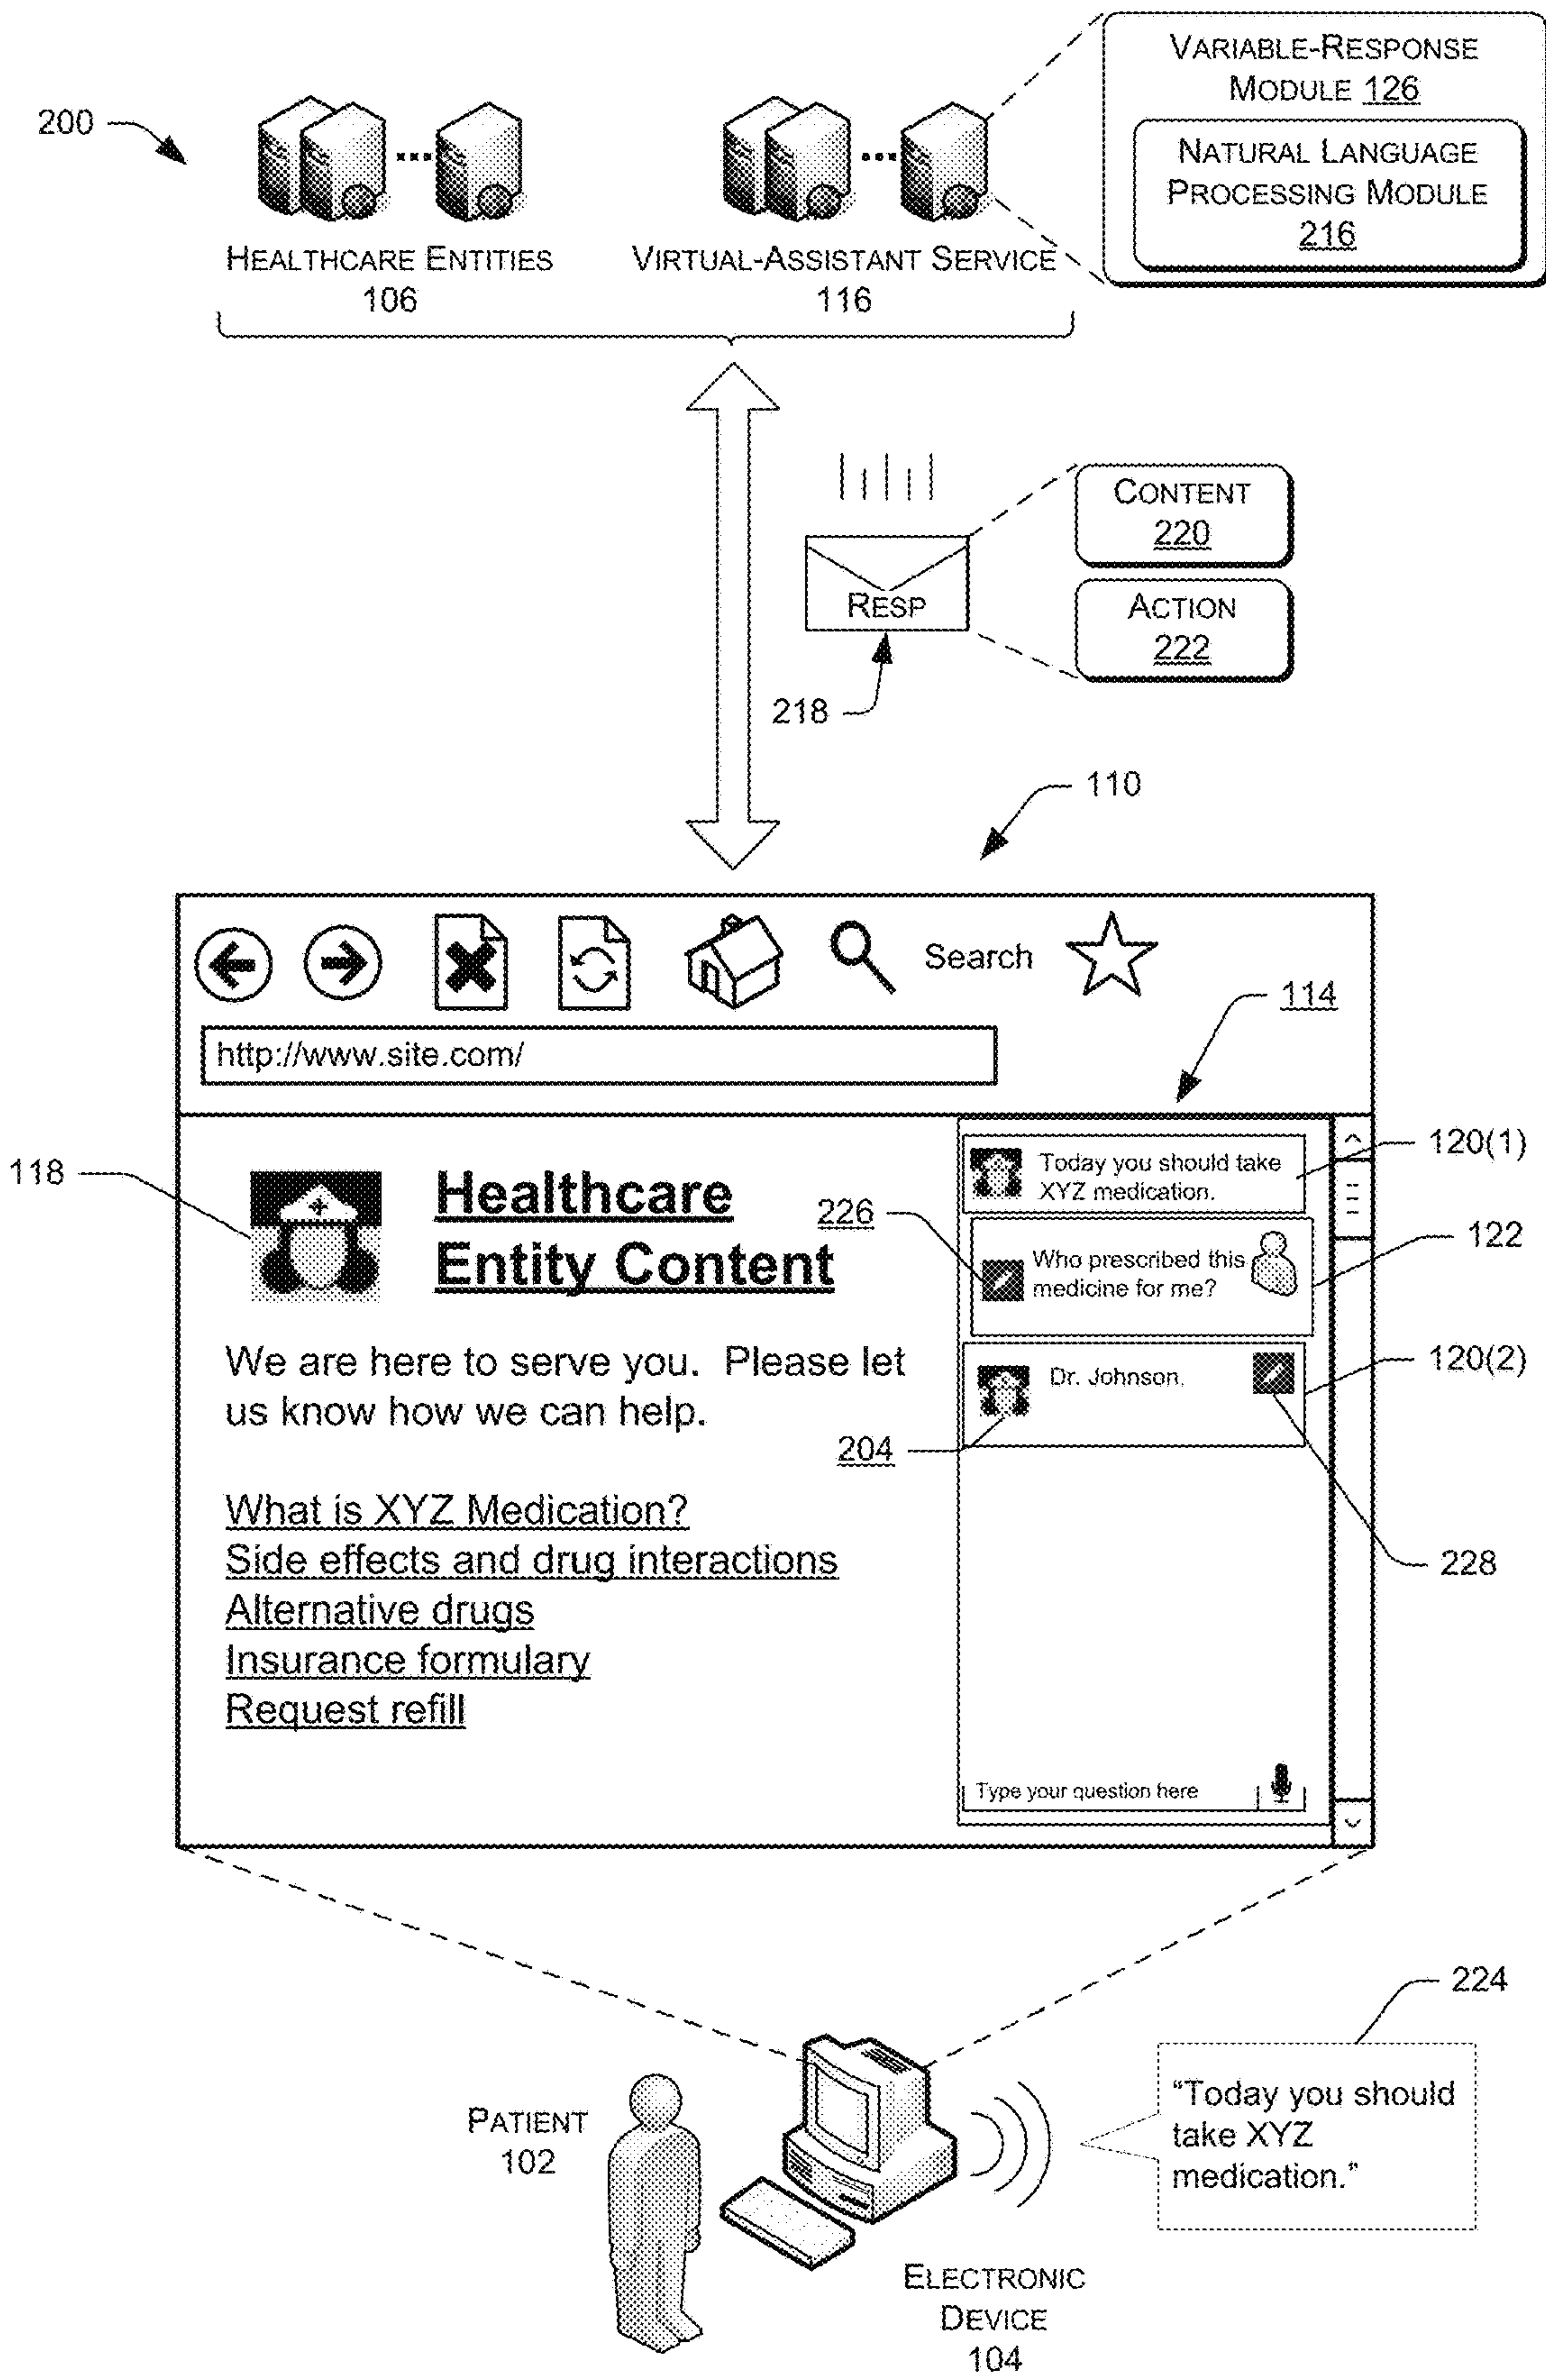 200
HEALTHCARE ENTITIES
106
VIRTUAL-ASSISTANT SERVICE
116
VARIABLE-RESPONSE
MODULE 126
NATURAL LANGUAGE
PROCESSING MODULE
216
RESP
218
CONTENT
220
ACTION
222
110
Search
114
http://www.site.com/
118
Healthcare
Entity Content
We are here to serve you. Please let
us know how we can help.
What is XYZ Medication?
Side effects and drug interactions
Alternative drugs
Insurance formulary
Request refill
Today you should take
XYZ medication.
120(1)
226
Who prescribed this
medicine for me?
122
Dr. Johnson.
120(2)
204
228
Type your question here
224
"Today you should
take XYZ
medication."
PATIENT
102
ELECTRONIC
DEVICE
104